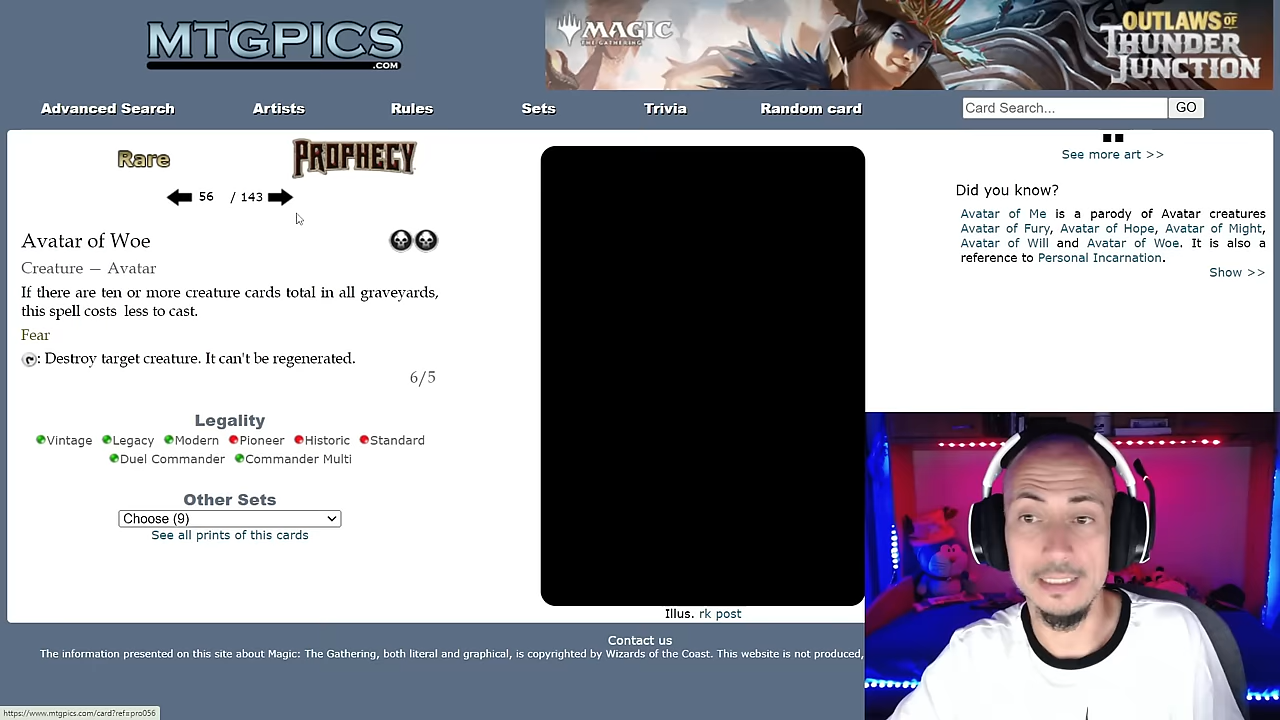 MTGPICS
.COM
MAGIC
THE GATHERING
OUTLAWS OF
THUNDER
JUNCTION
Advanced Search
Artists
Rules
Sets
Trivia
Random card
Card Search...
GO
Rare
PROPHECY
56 / 143
Avatar of Woe
Creature — Avatar
If there are ten or more creature cards total in all graveyards,
this spell costs less to cast.
Fear
: Destroy target creature. It can't be regenerated.
6/5
Legality
Vintage Legacy Modern Pioneer Historic Standard
Duel Commander Commander Multi
Other Sets
Choose (9)
See all prints of this cards
Illus. rk post
See more art >>
Did you know?
Avatar of Me is a parody of Avatar creatures
Avatar of Fury, Avatar of Hope, Avatar of Might,
Avatar of Will and Avatar of Woe. It is also a
reference to Personal Incarnation.
Show >>
Contact us
The information presented on this site about Magic: The Gathering, both literal and graphical, is copyrighted by Wizards of the Coast. This website is not produced,
https://www.mtgpics.com/card?ref=pro056